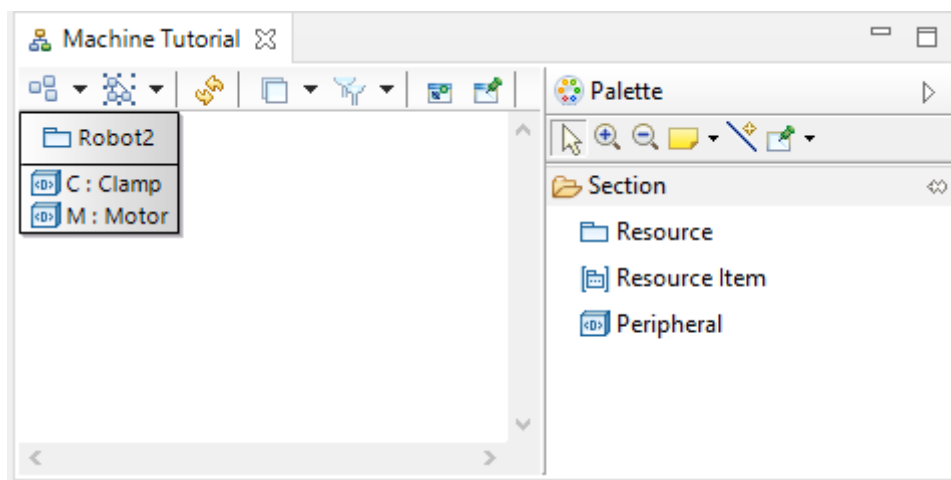 Machine Tutorial
Palette
Robot2
C : Clamp
M : Motor
Section
Resource
Resource Item
Peripheral